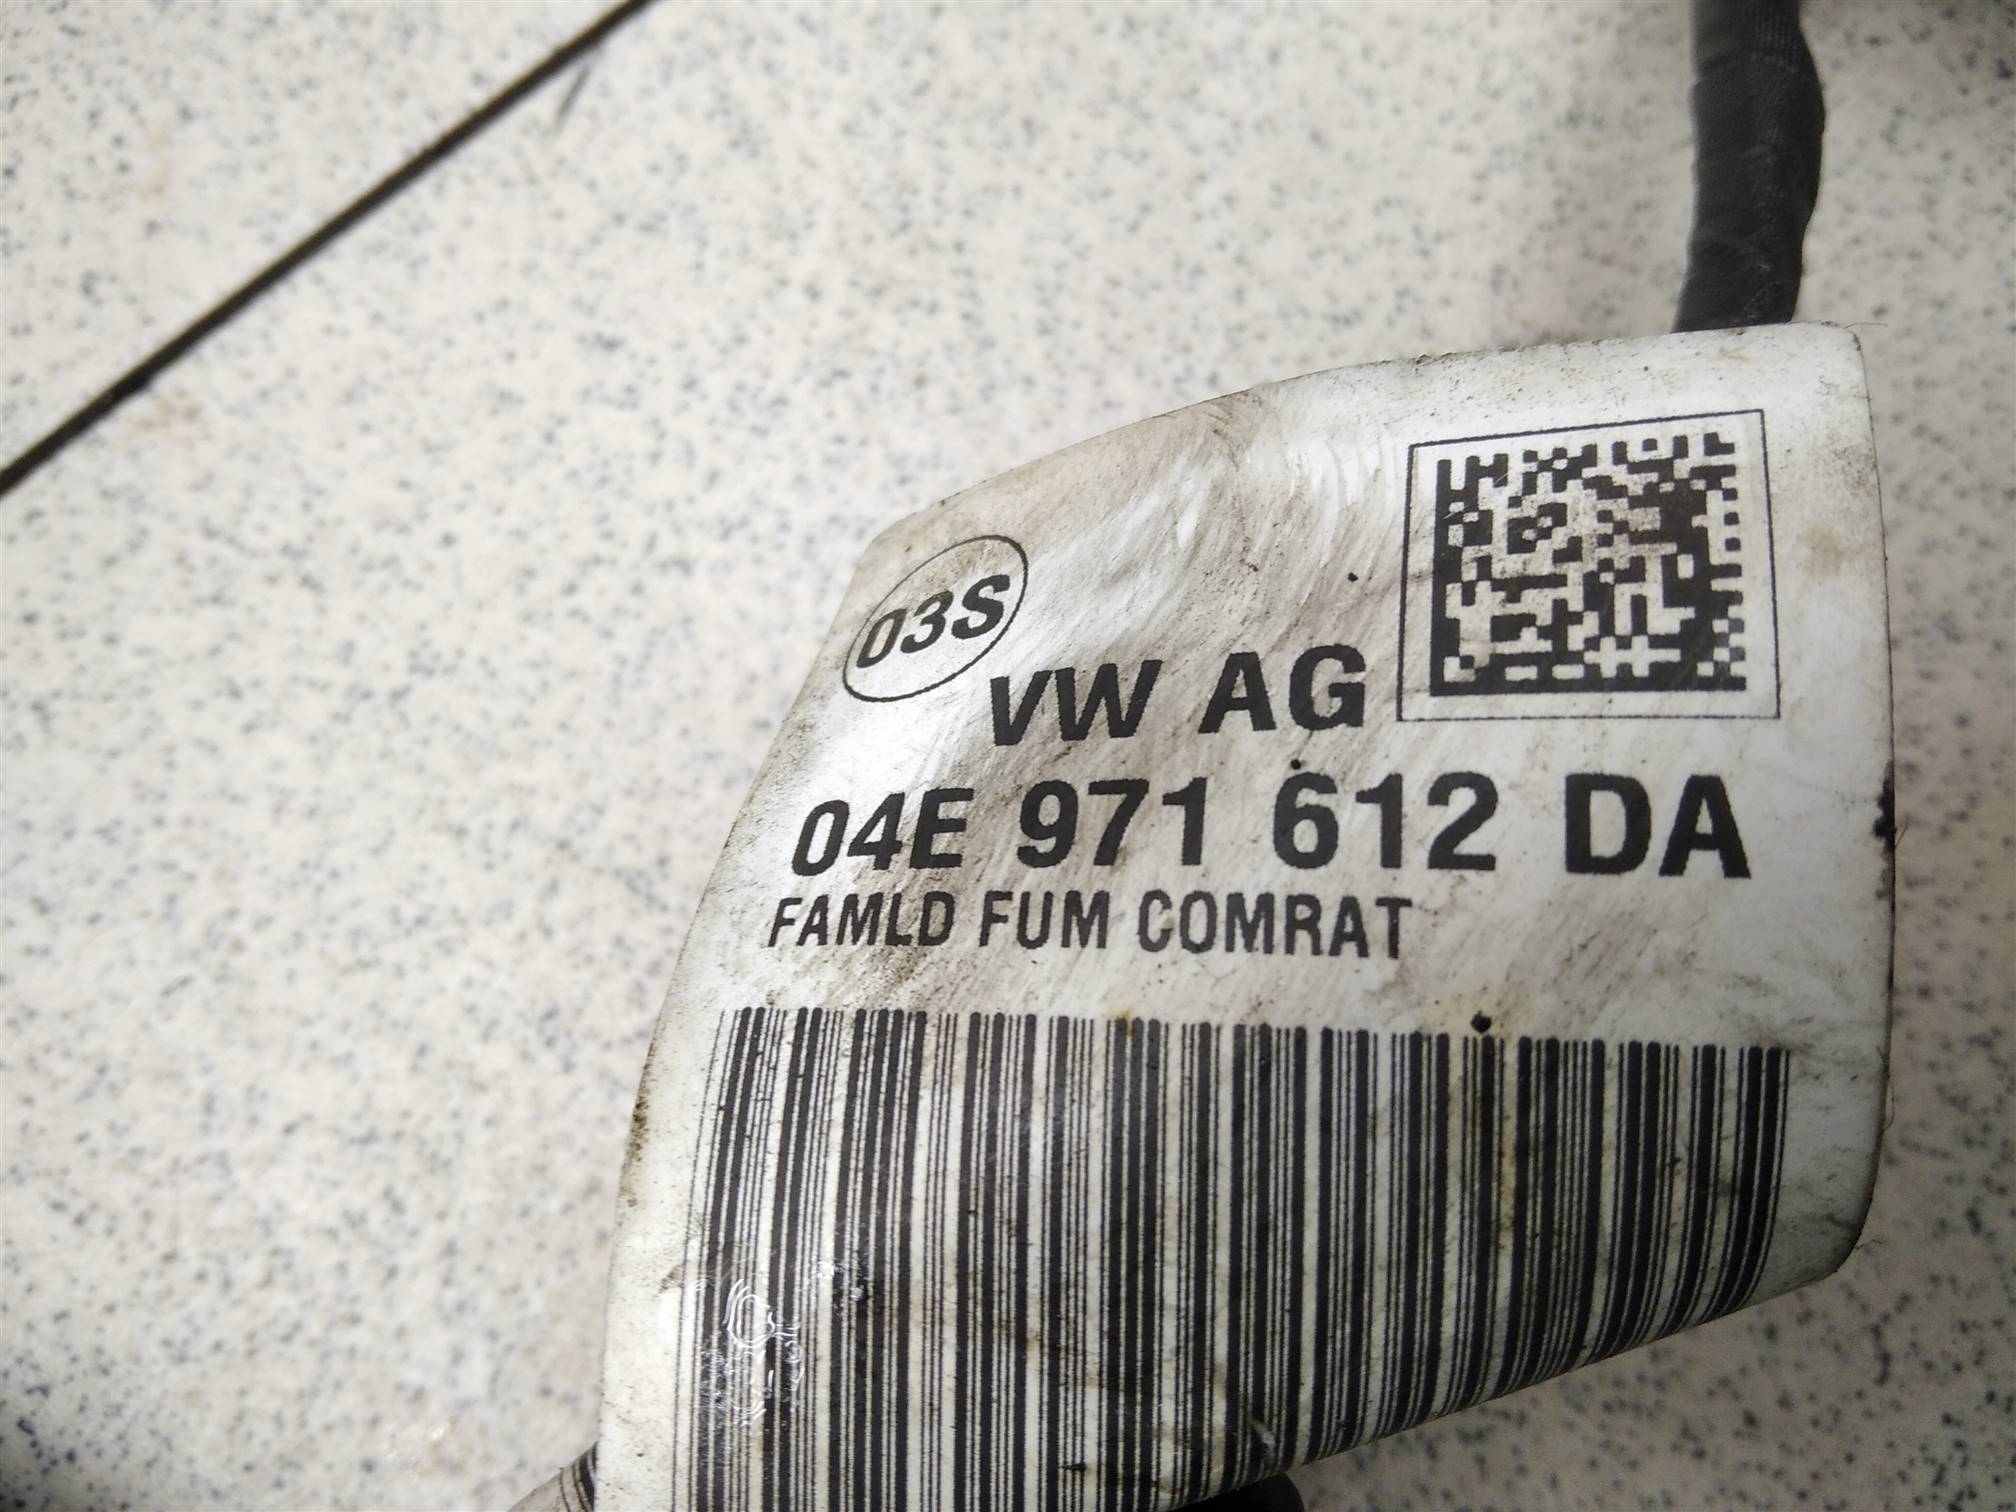 03S
VW AG
04E 971 612 DA
FAMLD FUM COMRAT